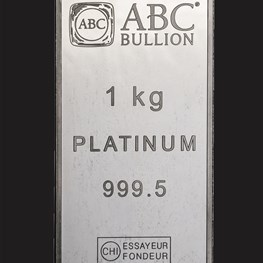 ABC
ABC
BULLION
1 kg
PLATINUM
999.5
CHI
ESSAYEUR
FONDEUR